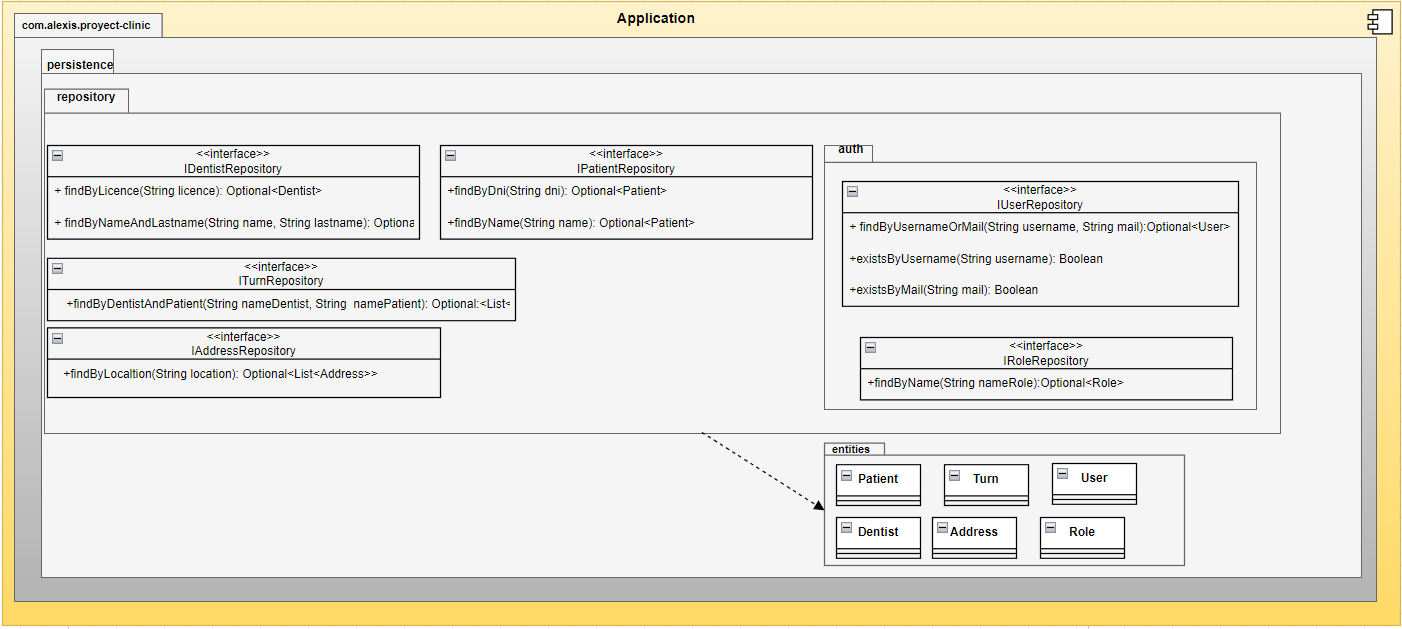 Application
com.alexis.proyect-clinic
persistence
repository
<<interface>>
IDentistRepository
+ findByLicence(String licence): Optional<Dentist>
+ findByNameAndLastname(String name, String lastname): Optiona
<<interface>>
IPatientRepository
+findByDni(String dni): Optional<Patient>
+findByName(String name): Optional<Patient>
<<interface>>
ITurnRepository
+findByDentistAndPatient(String nameDentist, String namePatient): Optional:<List<
<<interface>>
IAddressRepository
+findByLocaltion(String location): Optional<List<Address>>
auth
<<interface>>
IUserRepository
+ findByUsernameOrMail(String username, String mail):Optional<User>
+existsByUsername(String username): Boolean
+existsByMail(String mail): Boolean
<<interface>>
IRoleRepository
+findByName(String nameRole):Optional<Role>
entities
Patient
Turn
User
Dentist
Address
Role